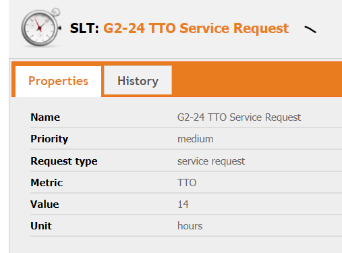 SLT: G2-24 TTO Service Request
Properties History
Name G2-24 TTO Service Request
Priority medium
Request type service request
Metric TTO
Value 14
Unit hours